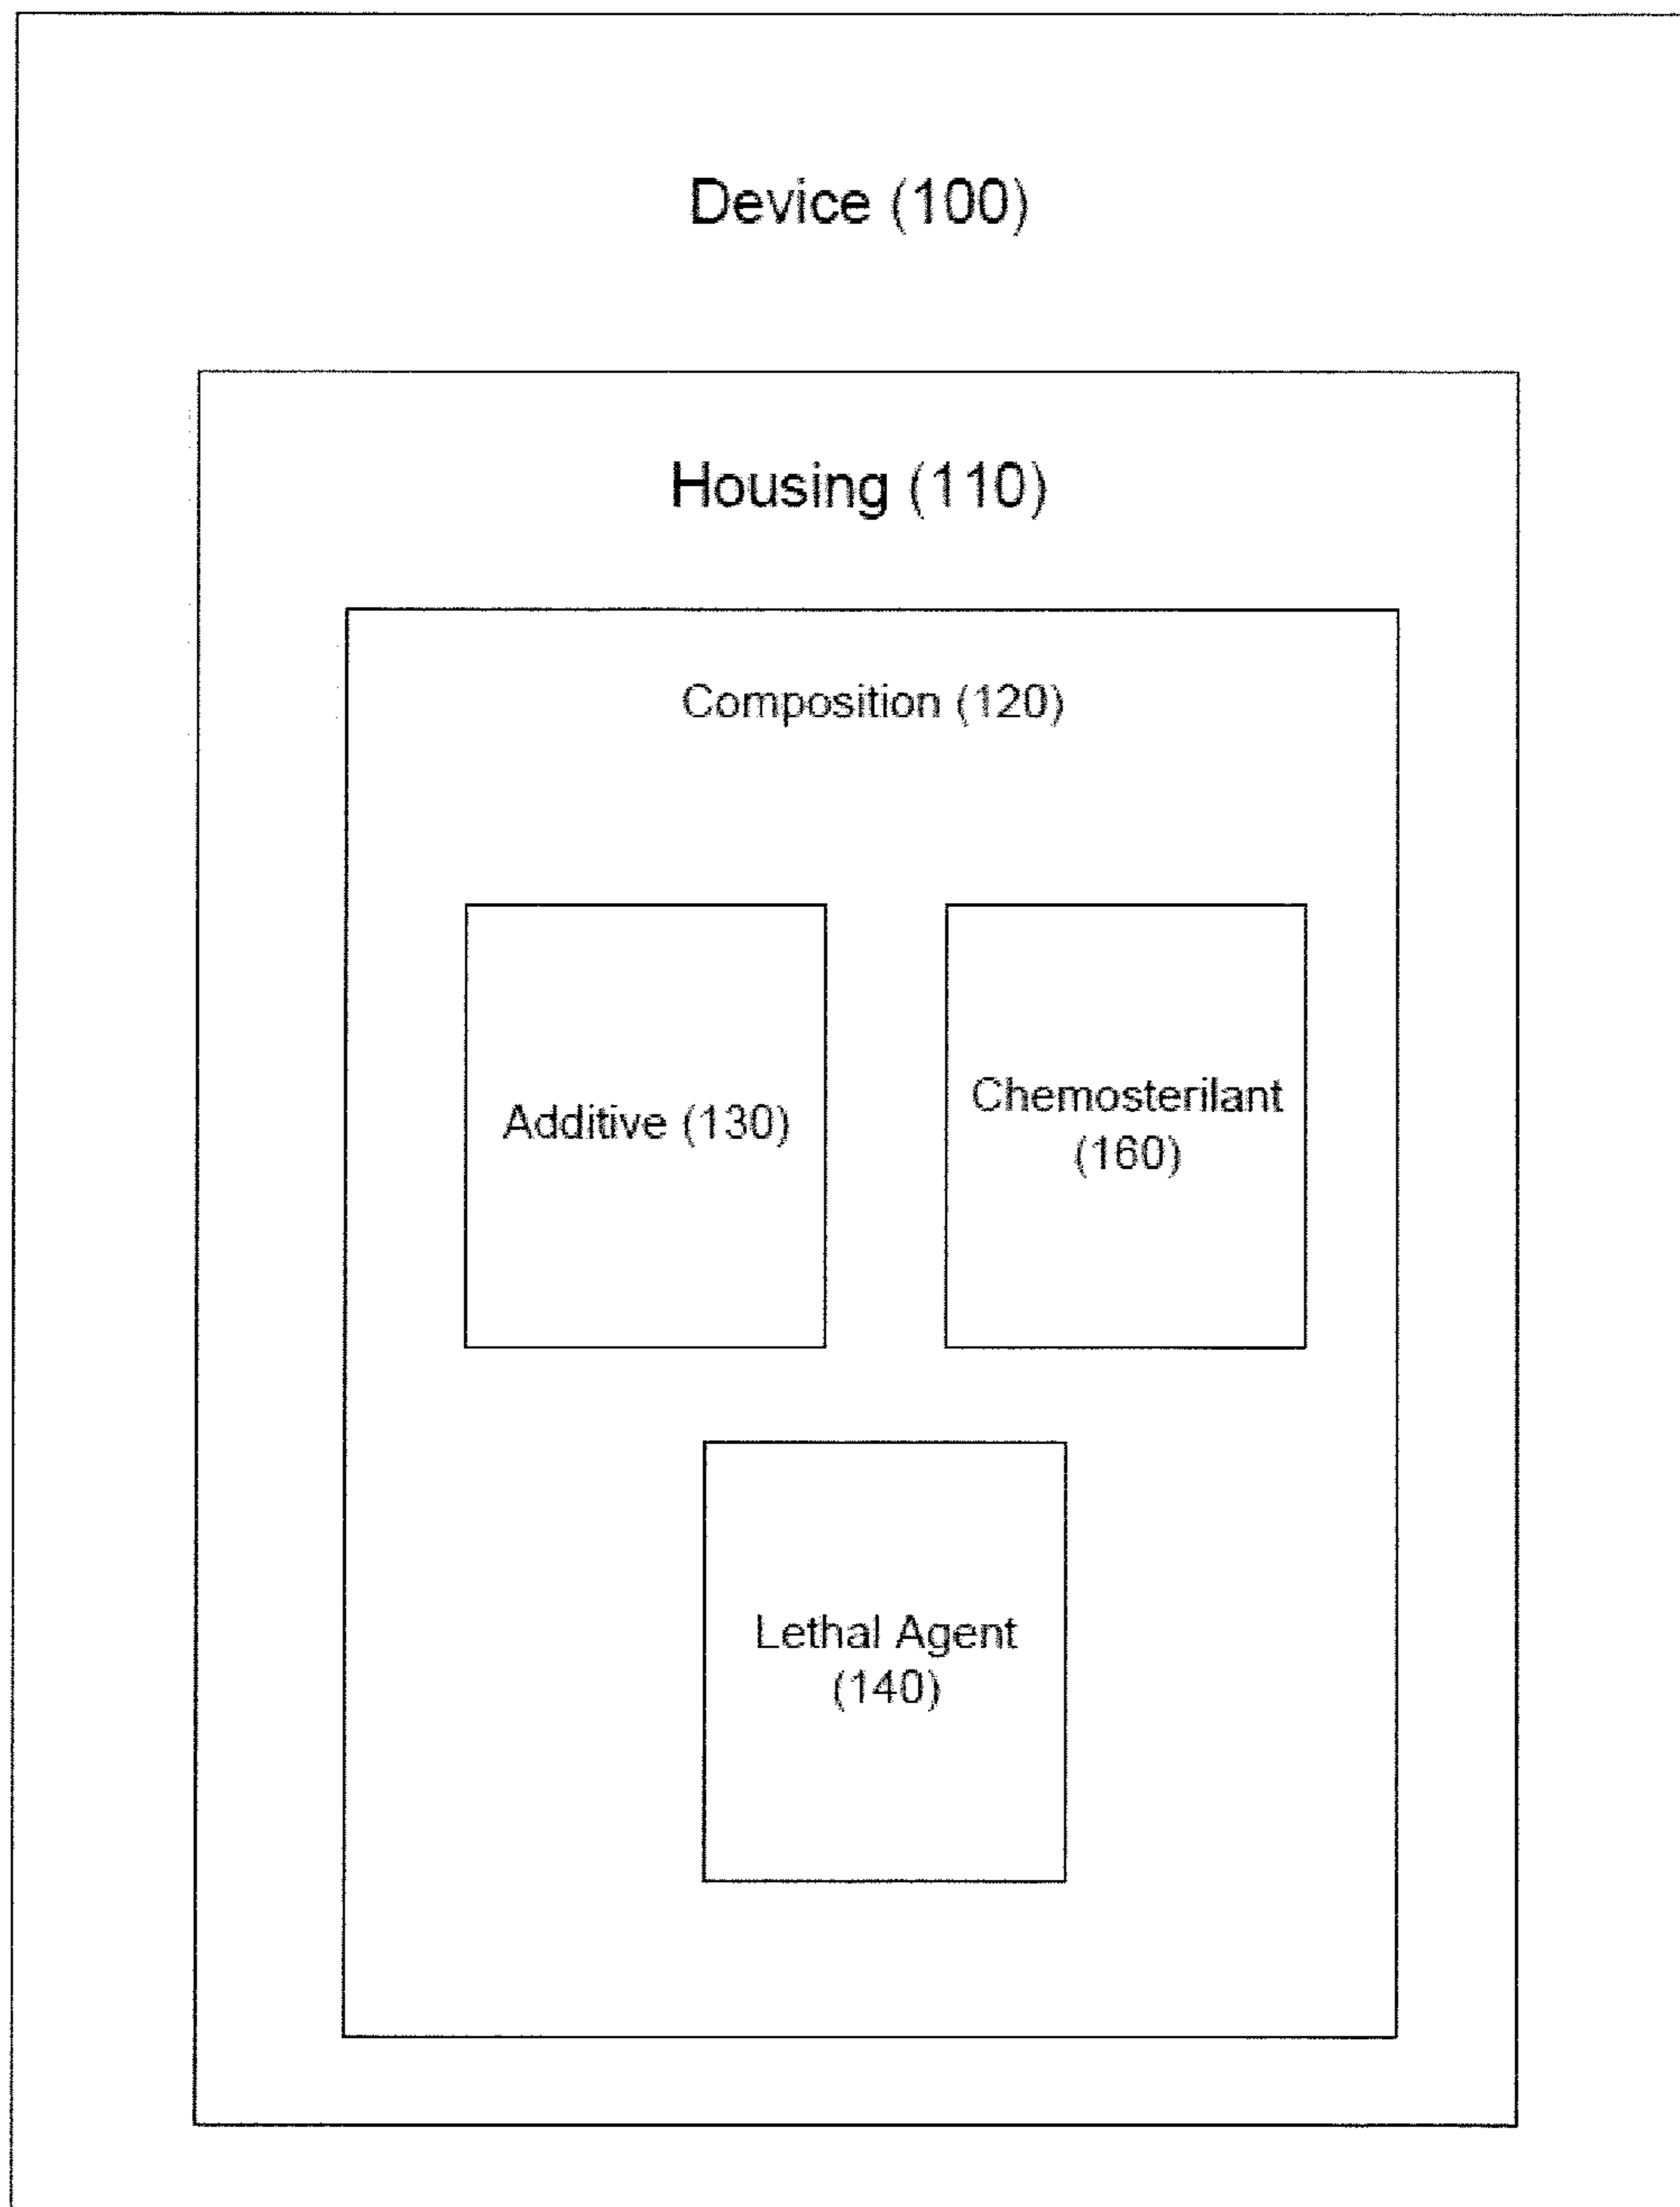 Device (100)
Housing (110)
Composition (120)
Additive (130)
Chemosterilant
(160)
Lethal Agent
(140)